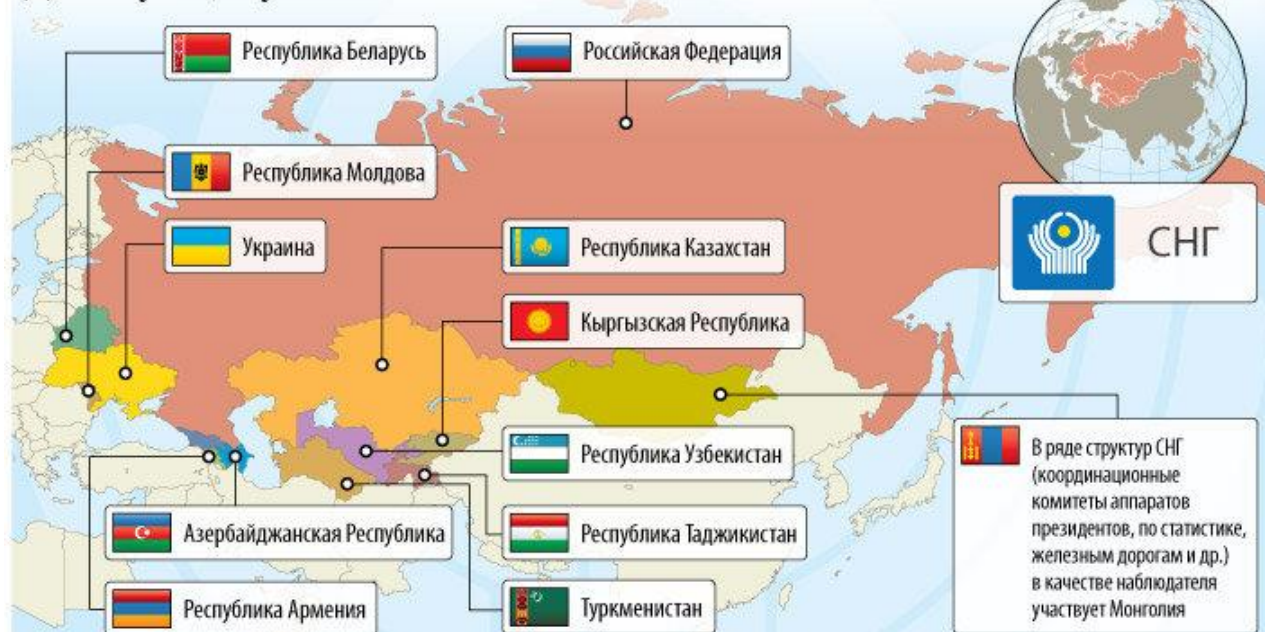 Республика Беларусь
Российская Федерация
Республика Молдова
Украина
СНГ
Республика Казахстан
Кыргызская Республика
Республика Узбекистан
В ряде структур СНГ
(координационные
комитеты аппаратов
президентов, по статистике,
железным дорогам и др.)
в качестве наблюдателя
участвует Монголия
Азербайджанская Республика
Республика Таджикистан
Республика Армения
Туркменистан